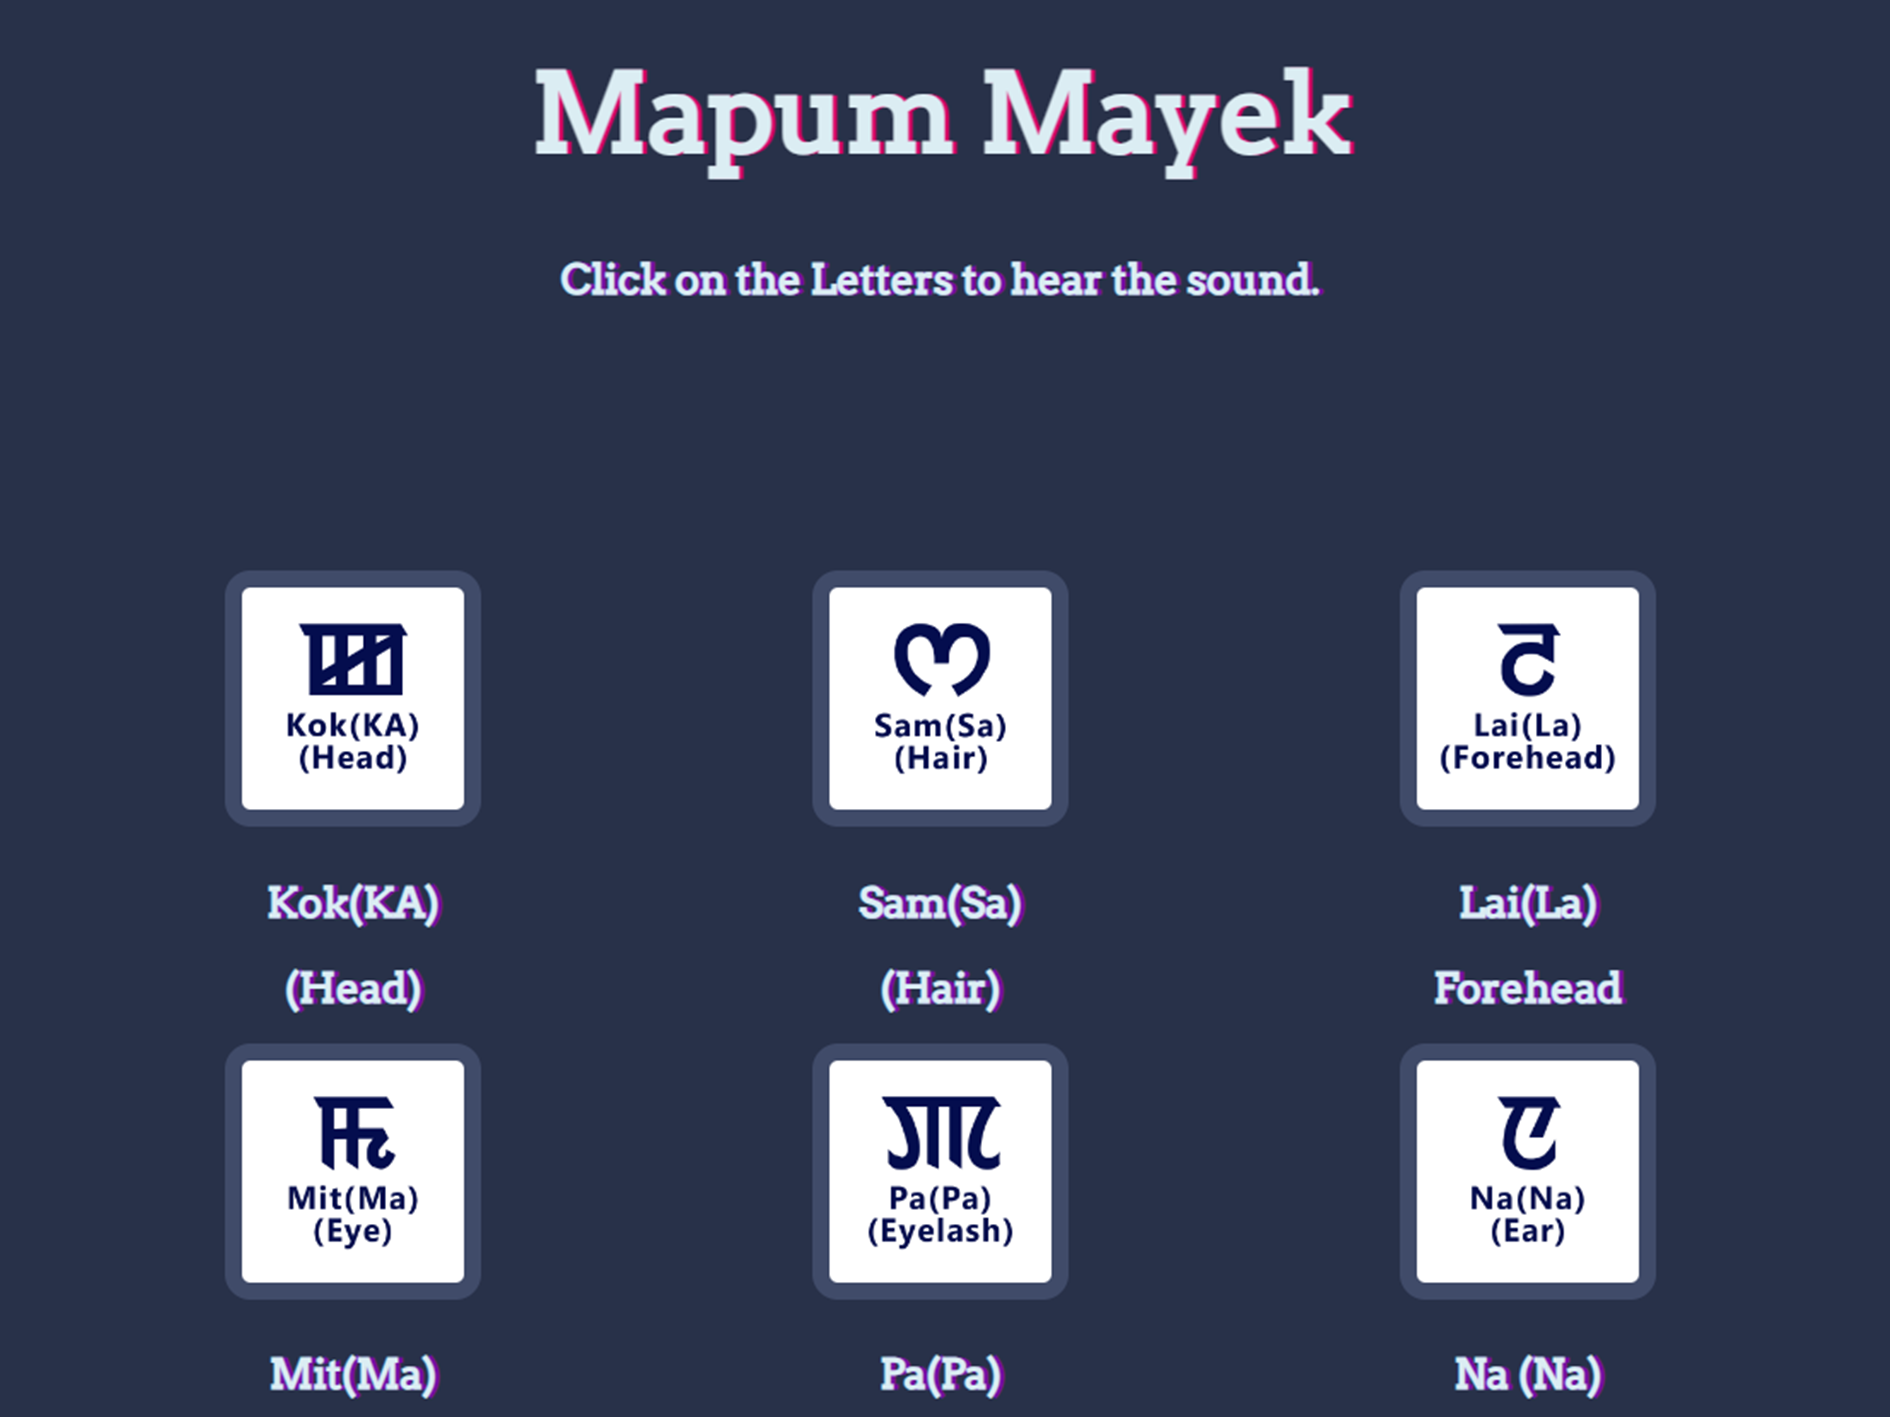 Mapum Mayek
Click on the Letters to hear the sound.
ꯀ
Kok(KA)
(Head)
ꯁ
Sam(Sa)
(Hair)
ꯂ
Lai(La)
(Forehead)
Kok(KA)
(Head)
Sam(Sa)
(Hair)
Lai(La)
Forehead
ꯃ
Mit(Ma)
(Eye)
ꯄ
Pa(Pa)
(Eyelash)
ꯅ
Na(Na)
(Ear)
Mit(Ma)
Pa(Pa)
Na (Na)